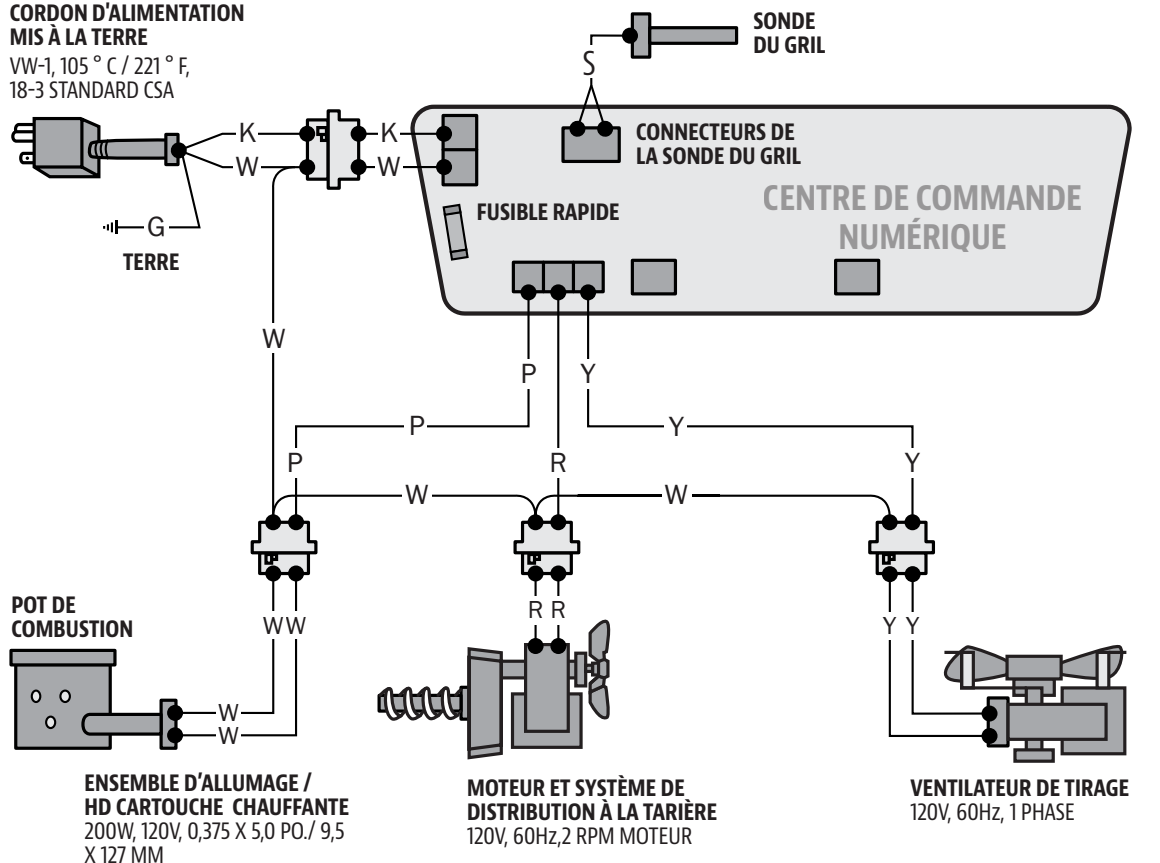 CORDON D'ALIMENTATION
MIS À LA TERRE
VW-1, 105 ° C / 221 ° F,
18-3 STANDARD CSA
SONDE
DU GRIL
S
K
K
W
W
CONNECTEURS DE
LA SONDE DU GRIL
CENTRE DE COMMANDE
NUMÉRIQUE
FUSIBLE RAPIDE
G
TERRE
W
P
Y
P
Y
P
R
Y
W
W
R R
W W
Y Y
POT DE
COMBUSTION
W
W
ENSEMBLE D'ALLUMAGE /
HD CARTOUCHE CHAUFFANTE
200W, 120V, 0,375 X 5,0 PO./ 9,5
X 127 MM
MOTEUR ET SYSTÈME DE
DISTRIBUTION À LA TARIÈRE
120V, 60Hz,2 RPM MOTEUR
VENTILATEUR DE TIRAGE
120V, 60Hz, 1 PHASE